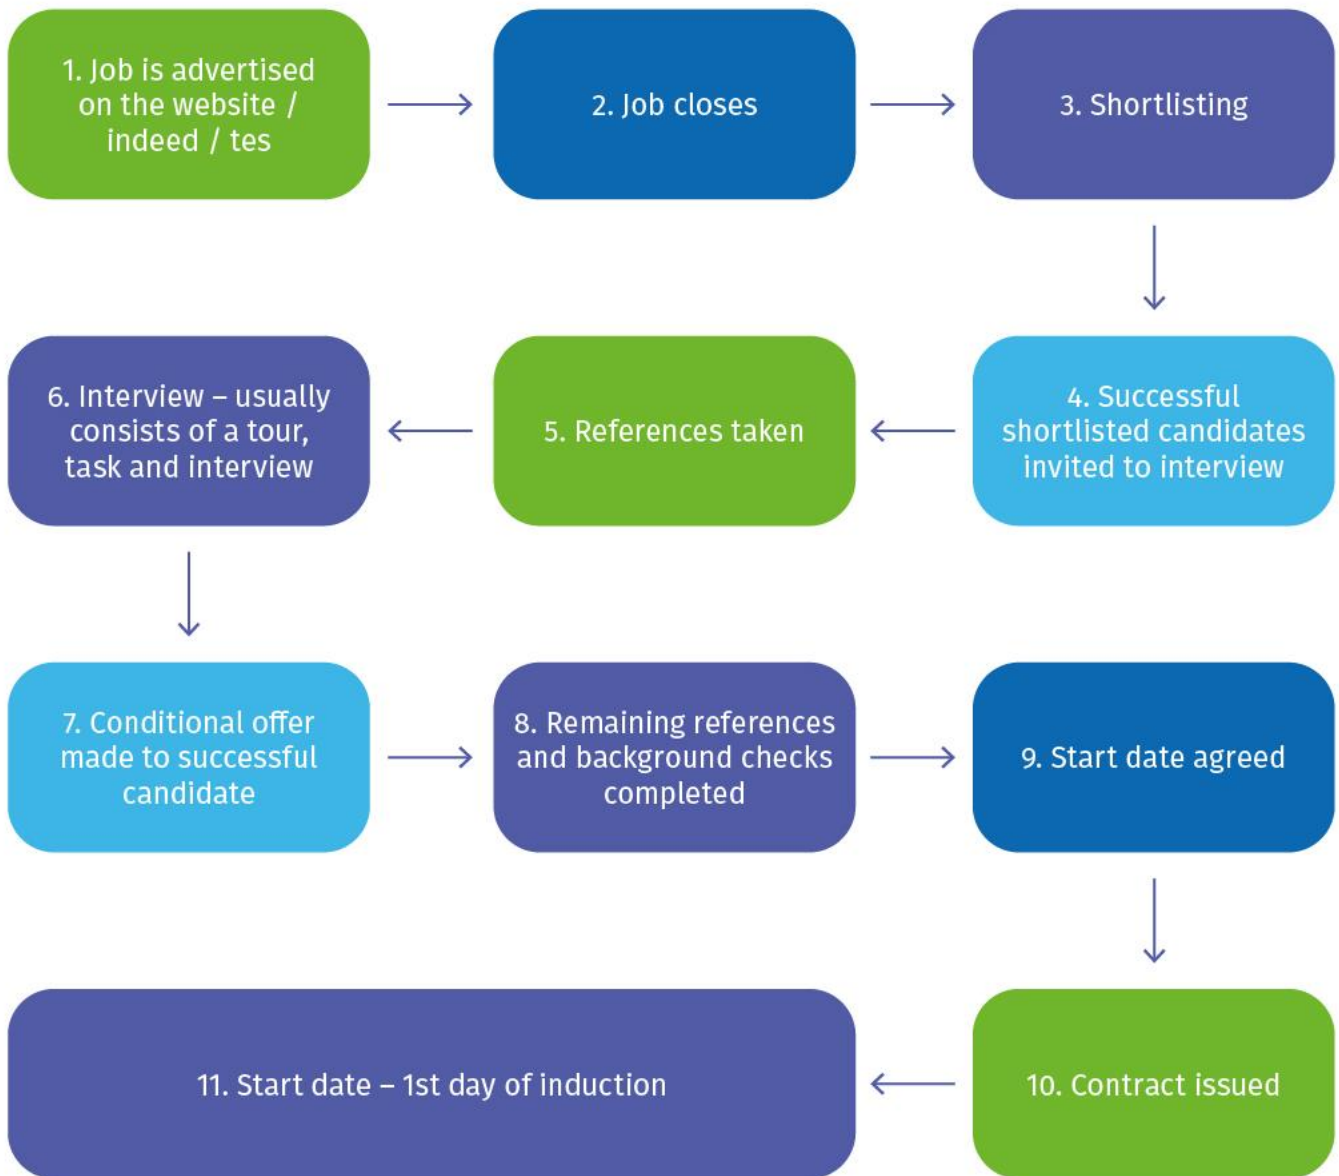 1. Job is advertised
on the website /
indeed / tes
2. Job closes
3. Shortlisting
4. Successful
shortlisted candidates
invited to interview
5. References taken
6. Interview – usually
consists of a tour,
task and interview
7. Conditional offer
made to successful
candidate
8. Remaining references
and background checks
completed
9. Start date agreed
10. Contract issued
11. Start date – 1st day of induction